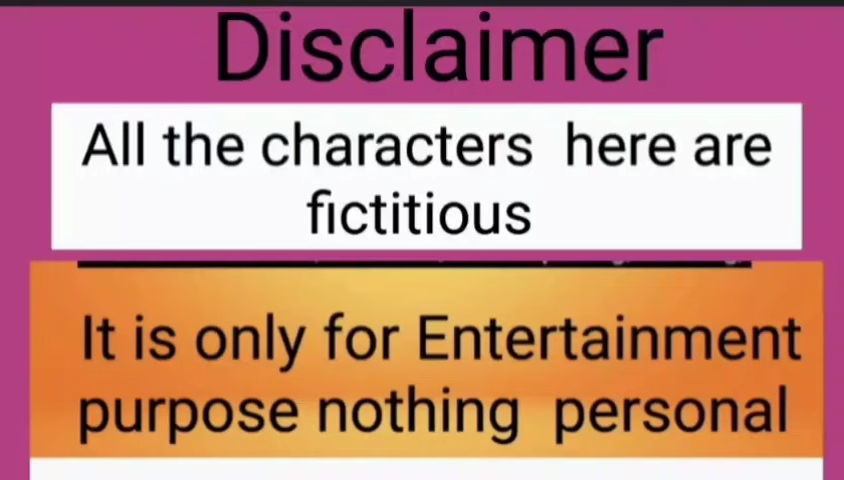 Disclaimer
All the characters here are
fictitious
It is only for Entertainment
purpose nothing personal